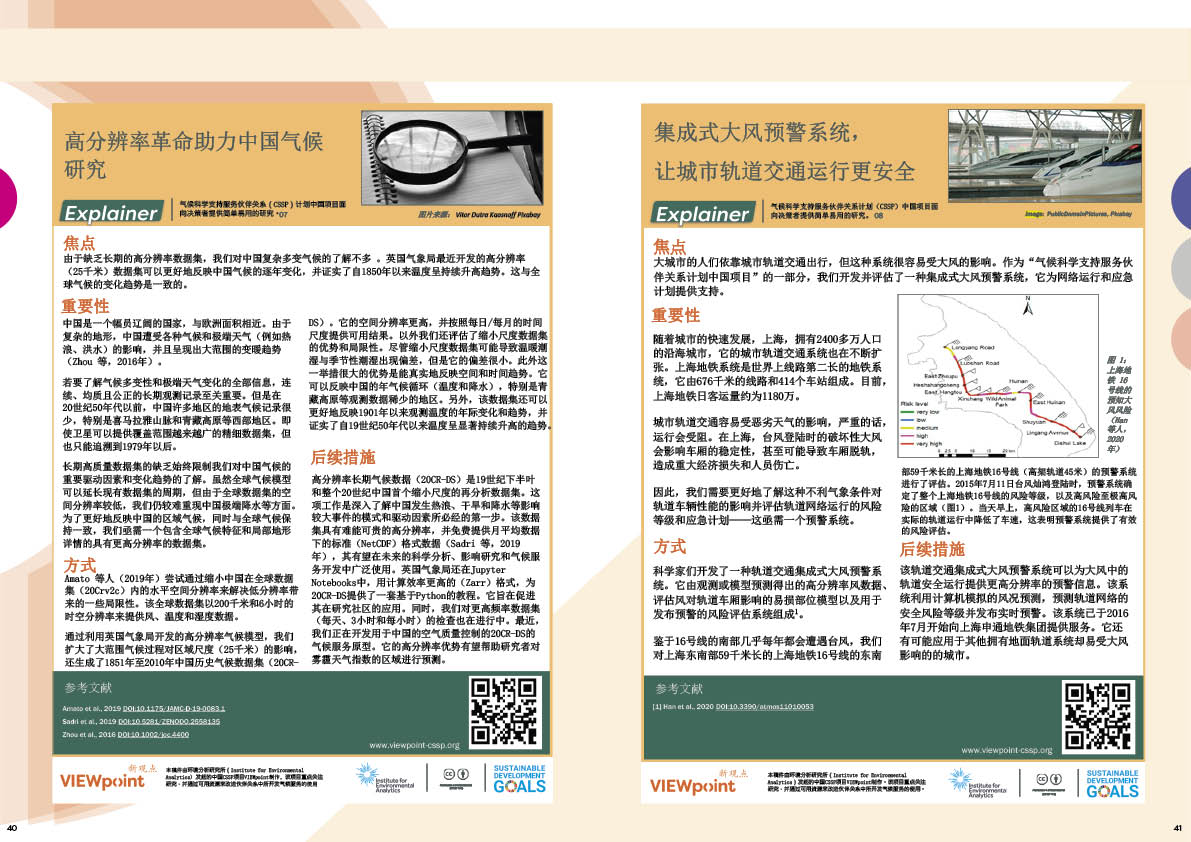 高分辨率革命助力中国气候
研究
Explainer
气候科学支持服务伙伴关系（CSSP）计划中国项目面
向决策者提供简单易用的研究 *07
图片来源： Vitor Dutra Kaosnoff Pixabay
焦点
由于缺乏长期的高分辨率数据集，我们对中国复杂多变气候的了解不多 。英国气象局最近开发的高分辨率
（25千米）数据集可以更好地反映中国气候的逐年变化，并证实了自1850年以来温度呈持续升高趋势。这与全
球气候的变化趋势是一致的。
重要性
中国是一个幅员辽阔的国家，与欧洲面积相近。由于
复杂的地形，中国遭受各种气候和极端天气（例如热
浪、洪水）的影响，并且呈现出大范围的变暖趋势
（Zhou 等，2016年）。
若要了解气候多变性和极端天气变化的全部信息，连
续、均质且公正的长期观测记录至关重要。但是在
20世纪50年代以前，中国许多地区的地表气候记录很
少，特别是喜马拉雅山脉和青藏高原等西部地区。即
使卫星可以提供覆盖范围越来越广的精细数据集，但
也只能追溯到1979年以后。
长期高质量数据集的缺乏始终限制我们对中国气候的
重要驱动因素和变化趋势的了解。虽然全球气候模型
可以延长现有数据集的周期，但由于全球数据集的空
间分辨率较低，我们仍较难重现中国极端降水等方面。
为了更好地反映中国的区域气候，同时与全球气候保
持一致，我们亟需一个包含全球气候特征和局部地形
详情的具有更高分辨率的数据集。
方式
Amato 等人（2019年）尝试通过缩小中国在全球数据
集（20Crv2c）内的水平空间分辨率来解决低分辨率带
来的一些局限性。该全球数据集以200千米和6小时的
时空分辨率来提供风、温度和湿度数据。
通过利用英国气象局开发的高分辨率气候模型，我们
扩大了大范围气候过程对区域尺度（25千米）的影响，
还生成了1851年至2010年中国历史气候数据集（20CR-
DS）。它的空间分辨率更高，并按照每日/每月的时间
尺度提供可用结果。以外我们还评估了缩小尺度数据集
的优势和局限性。尽管缩小尺度数据集可能导致温暖潮
湿与季节性潮湿出现偏差，但是它的偏差很小。此外这
一举措很大的优势是能真实地反映空间和时间趋势。它
可以反映中国的年气候循环（温度和降水），特别是青
藏高原等观测数据稀少的地区。另外，该数据集还可以
更好地反映1901年以来观测温度的年际变化和趋势，并
证实了自19世纪50年代以来温度呈显著持续升高的趋势。
后续措施
高分辨率长期气候数据（20CR-DS）是19世纪下半叶
和整个20世纪中国首个缩小尺度的再分析数据集。这
项工作是深入了解中国发生热浪、干旱和降水等影响
较大事件的模式和驱动因素所必经的第一步。该数据
集具有难能可贵的高分辨率，并免费提供月平均数据
下的标准（NetCDF）格式数据（Sadri 等，2019
年），其有望在未来的科学分析、影响研究和气候服
务开发中广泛使用。英国气象局还在Jupyter
Notebooks中，用计算效率更高的（Zarr）格式，为
20CR-DS提供了一套基于Python的教程。它旨在促进
其在研究社区的应用。同时，我们对更高频率数据集
（每天、3小时和每小时）的检查也在进行中。最近，
我们正在开发用于中国的空气质量控制的20CR-DS的
气候服务原型。它的高分辨率优势有望帮助研究者对
雾霾天气指数的区域进行预测。
参考文献
Amato et al., 2019 DOI:10.1175/JAMC-D-19-0083.1
Sadri et al., 2019 DOI:10.5281/ZENODO.2558135
Zhou et al., 2016 DOI:10.1002/joc.4400
www.viewpoint-cssp.org
新观点
VIEWpoint
本稿件由环境分析研究所（Institute for Environmental
Analytics）发起的中国CSSP项目VIEWpoint制作。该项目重点关注
研究，并通过可用资源来改进伙伴关系中所开发气候服务的使用
Institute for
Environmental
Analytics
SUSTAINABLE
DEVELOPMENT
GOALS
40
集成式大风预警系统，
让城市轨道交通运行更安全
Explainer
气候科学支持服务伙伴关系计划（CSSP）中国项目面
向决策者提供简单易用的研究。08
Image: PublicDomainPictures, Pixabay
焦点
大城市的人们依靠城市轨道交通出行，但这种系统很容易受大风的影响。作为“气候科学支持服务伙
伴关系计划中国项目”的一部分，我们开发并评估了一种集成式大风预警系统，它为网络运行和应急
计划提供支持。
重要性
随着城市的快速发展，上海，拥有2400多万人口
的沿海城市，它的城市轨道交通系统也在不断扩
张。上海地铁系统是世界上线路第二长的地铁系
统，它由676千米的线路和414个车站组成。目前，
上海地铁日客运量约为1180万。
城市轨道交通容易受恶劣天气的影响，严重的话，
运行会受阻。在上海，台风登陆时的破坏性大风
会影响车厢的稳定性，甚至可能导致车厢脱轨，
造成重大经济损失和人员伤亡。
因此，我们需要更好地了解这种不利气象条件对
轨道车辆性能的影响并评估轨道网络运行的风险
等级和应急计划——这亟需一个预警系统。
方式
科学家们开发了一种轨道交通集成式大风预警系
统。它由观测或模型预测得出的高分辨率风数据、
评估风对轨道车厢影响的易损部位模型以及用于
发布预警的风险评估系统组成¹。
鉴于16号线的南部几乎每年都会遭遇台风，我们
对上海东南部59千米长的上海地铁16号线的东南
N
Longyang Road
Luoshan Road
East Zhoupu
Heshahangcheng
East Hangtou
Xinchang
Wild Animal
Park
Huinan
East Huinan
Shuyuan
Lingang Avenue
Dishui Lake
Risk level
very low
low
medium
high
very high
图 1：
上海地
铁 16
号线的
预知大
风风险
（Han
等人，
2020
年）
部59千米长的上海地铁16号线（高架轨道45米）的预警系统
进行了评估。2015年7月11日台风灿鸿登陆时，预警系统确
定了整个上海地铁16号线的风险等级，以及高风险至极高风
险的区域（图1）。当天早上，高风险区域的16号线列车在
实际的轨道运行中降低了车速，这表明预警系统提供了有效
的风险评估。
后续措施
该轨道交通集成式大风预警系统可以为大风中的
轨道安全运行提供更高分辨率的预警信息。该系
统利用计算机模拟的风况预测，预测轨道网络的
安全风险等级并发布实时预警。该系统已于2016
年7月开始向上海申通地铁集团提供服务。它还
有可能应用于其他拥有地面轨道系统却易受大风
影响的的城市。
参考文献
[1] Han et al., 2020 DOI:10.3390/atmos11010053
www.viewpoint-cssp.org
新观点
VIEWpoint
本稿件由环境分析研究所（Institute for Environmental
Analytics）发起的中国CSSP项目VIEWpoint制作。该项目重点关注
研究，并通过可用资源来改进伙伴关系中所开发气候服务的使用。
Institute for
Environmental
Analytics
SUSTAINABLE
DEVELOPMENT
GOALS
41